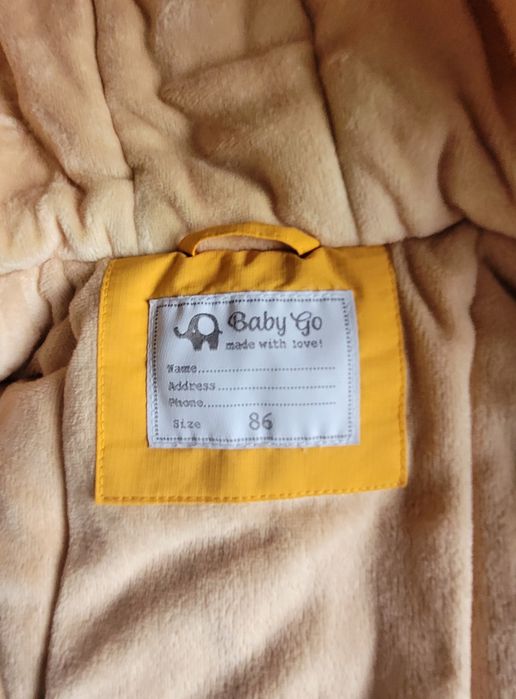 Baby Go
made with love!
Name........................
Address........................
Phone........................
Size 86